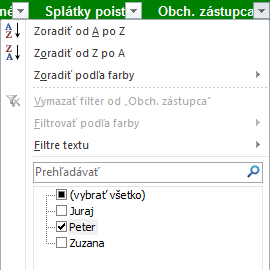 né Splátky poist Obch. zástupca
Zoradiť od A po Z
Zoradiť od Z po A
Zoradiť podľa farby
Vymazať filter od „Obch. zástupca“
Filtrovať podľa farby
Filtre textu
Prehľadávať
(vybrať všetko)
Juraj
Peter
Zuzana